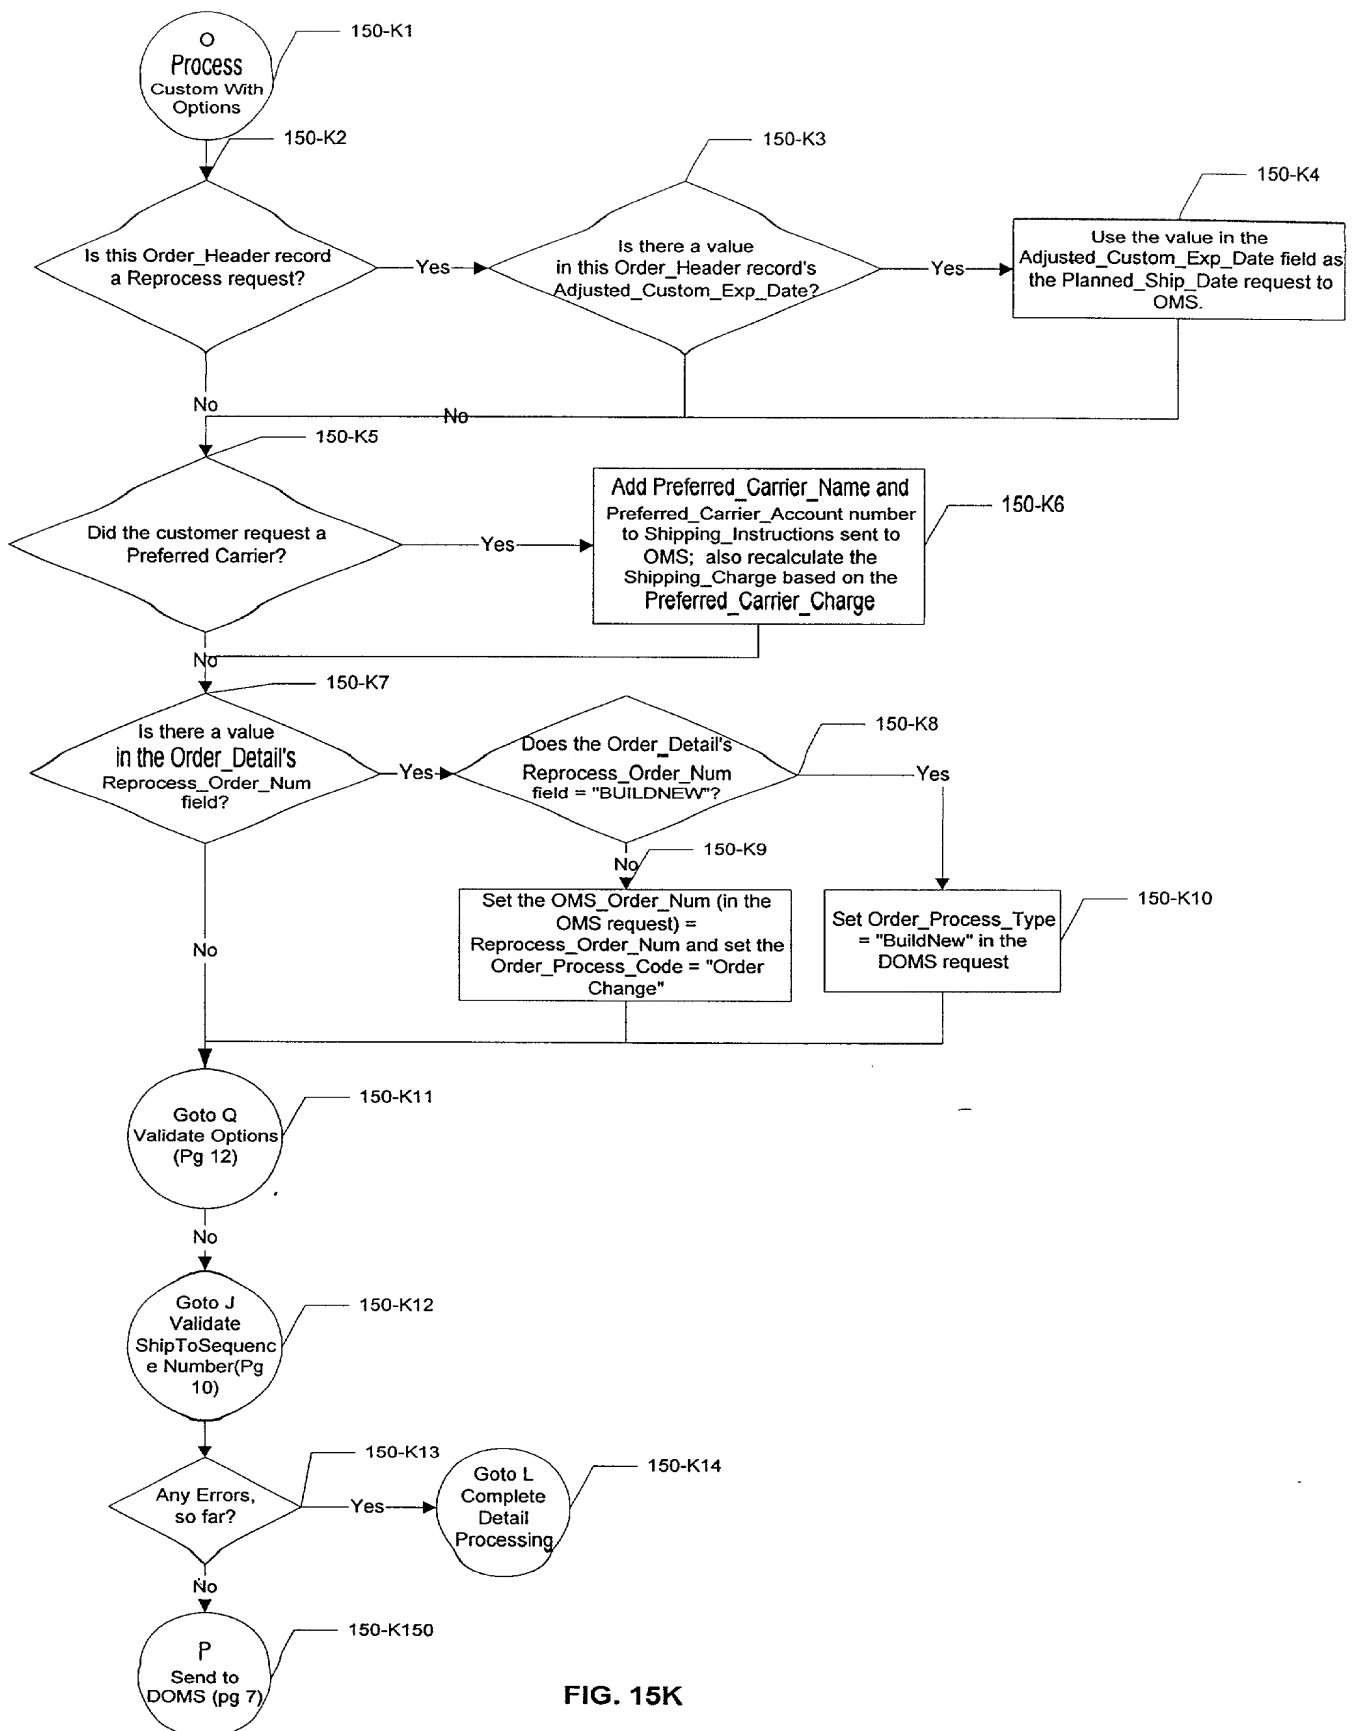 O
Process
Custom With
Options
150-K1
150-K2
150-K3
150-K4
Is this Order_Header record
a Reprocess request?
Yes
Is there a value
in this Order_Header record's
Adjusted_Custom_Exp_Date?
Yes
Use the value in the
Adjusted_Custom_Exp_Date field as
the Planned_Ship_Date request to
OMS.
No
No
150-K5
Did the customer request a
Preferred Carrier?
Yes
Add Preferred_Carrier_Name and
Preferred_Carrier_Account number
to Shipping_Instructions sent to
OMS; also recalculate the
Shipping_Charge based on the
Preferred_Carrier_Charge
150-K6
No
150-K7
Is there a value
in the Order_Detail's
Reprocess_Order_Num
field?
Yes
Does the Order_Detail's
Reprocess_Order_Num
field = "BUILDNEW"?
150-K8
Yes
No
150-K9
Set the OMS_Order_Num (in the
OMS request) =
Reprocess_Order_Num and set the
Order_Process_Code = "Order
Change"
Set Order_Process_Type
= "BuildNew" in the
DOMS request
150-K10
No
Goto Q
Validate Options
(Pg 12)
150-K11
No
Goto J
Validate
ShipToSequenc
e Number(Pg
10)
150-K12
Any Errors,
so far?
150-K13
Yes
Goto L
Complete
Detail
Processing
150-K14
No
P
Send to
DOMS (pg 7)
150-K150
FIG. 15K